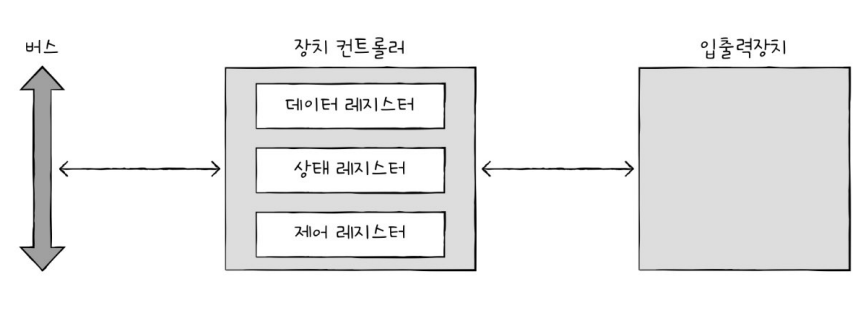 버스
장치 컨트롤러
입출력장치
데이터 레지스터
상태 레지스터
제어 레지스터